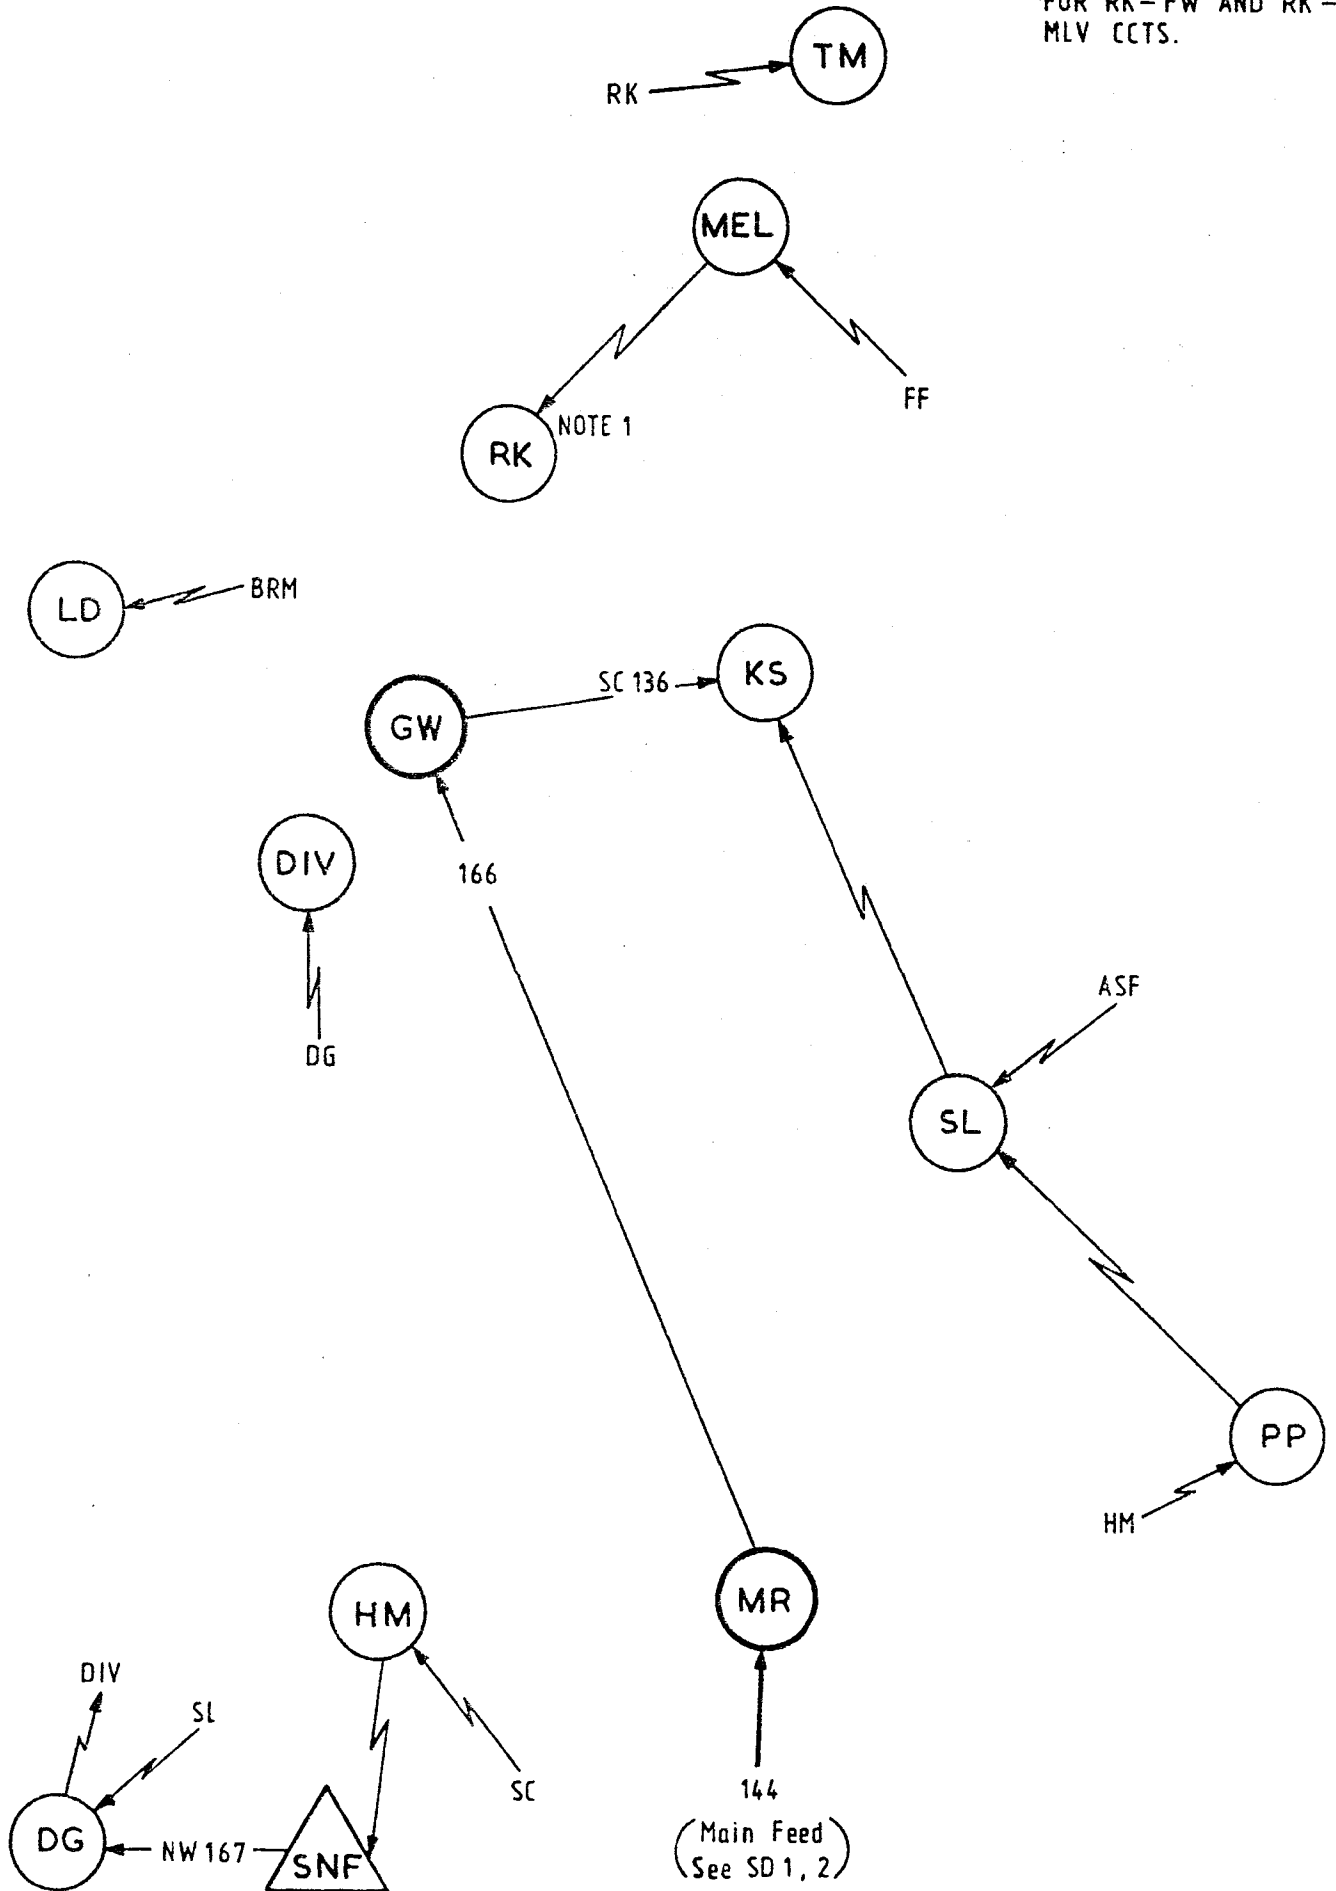 FOR RK-PW AND RK-
MLV CCTS.
TM
RK
MEL
FF
NOTE 1
RK
LD
BRM
KS
SC 136
GW
DIV
166
DG
ASF
SL
PP
HM
MR
HM
DIV
SL
SC
144
(Main Feed)
(See SD 1, 2)
DG
NW 167
SNF